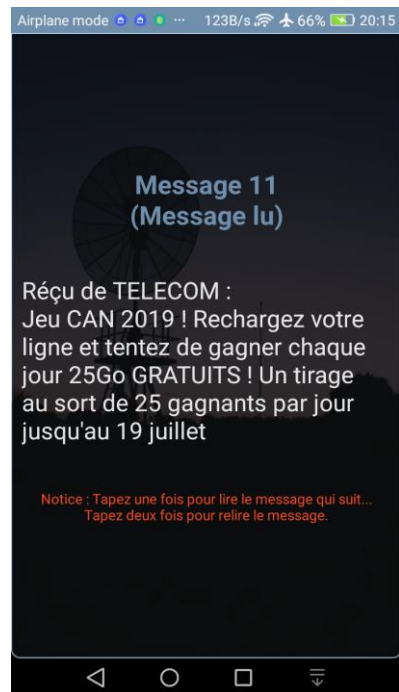 Airplane mode ... 123B/s 66% 20:15
Message 11
(Message lu)
Réçu de TELECOM :
Jeu CAN 2019 ! Rechargez votre
ligne et tentez de gagner chaque
jour 25Go GRATUITS ! Un tirage
au sort de 25 gagnants par jour
jusqu'au 19 juillet
Notice : Tapez une fois pour lire le message qui suit...
Tapez deux fois pour relire le message.